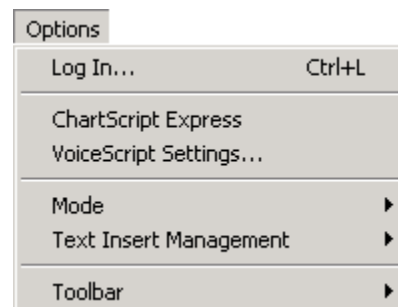 Options
Log In... Ctrl+L
ChartScript Express
VoiceScript Settings...
Mode
Text Insert Management
Toolbar